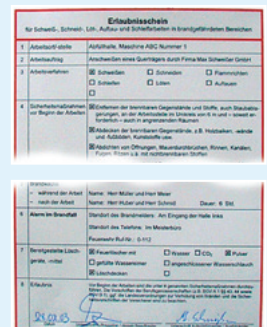 Erlaubnisschein
für Schweiß-, Schneid-, Löt-, Auftau- und Schleifarbeiten in brandgefährdeten Bereichen
1 Arbeitsort/-stelle Abfüllhalle, Maschine ABC Nummer 1
2 Arbeitsauftrag Anschweißen eines Querträgers durch Firma Max Schweißer GmbH
3 Arbeitsverfahren Schweißen Schneiden Flammrichten
Schleifen Löten Auftauen
4 Sicherheitsmaßnahmen vor Beginn der Arbeiten
Entfernen der brennbaren Gegenstände und Stoffe, auch Staubablagerungen, an der Arbeitsstelle im Umkreis von 6 m und - soweit erforderlich - auch in angrenzenden Räumen
Abdecken der brennbaren Gegenstände, z.B. Holzbalken, -wände und -fußböden, Kunststoffe usw.
Abdichten von Öffnungen, Mauerdurchbrüchen, Rinnen, Kanälen, Fugen, Ritzen u.ä. mit nichtbrennbaren Stoffen
- während der Arbeit Name: Herr Müller und Herr Meier
- nach der Arbeit Name: Herr Huber und Herr Schmid Dauer: 6 Std.
6 Alarm im Brandfall Standort des Brandmelders: Am Eingang der Halle links
Standort des Telefons: Im Meisterbüro
Feuerwehr Ruf-Nr.: 0-112
7 Bereitgestellte Löschgeräte, -mittel
Feuerlöscher mit Wasser CO₂ Pulver
gefüllte Wassereimer angeschlossener Wasserschlauch
Löschdecken
8 Erlaubnis